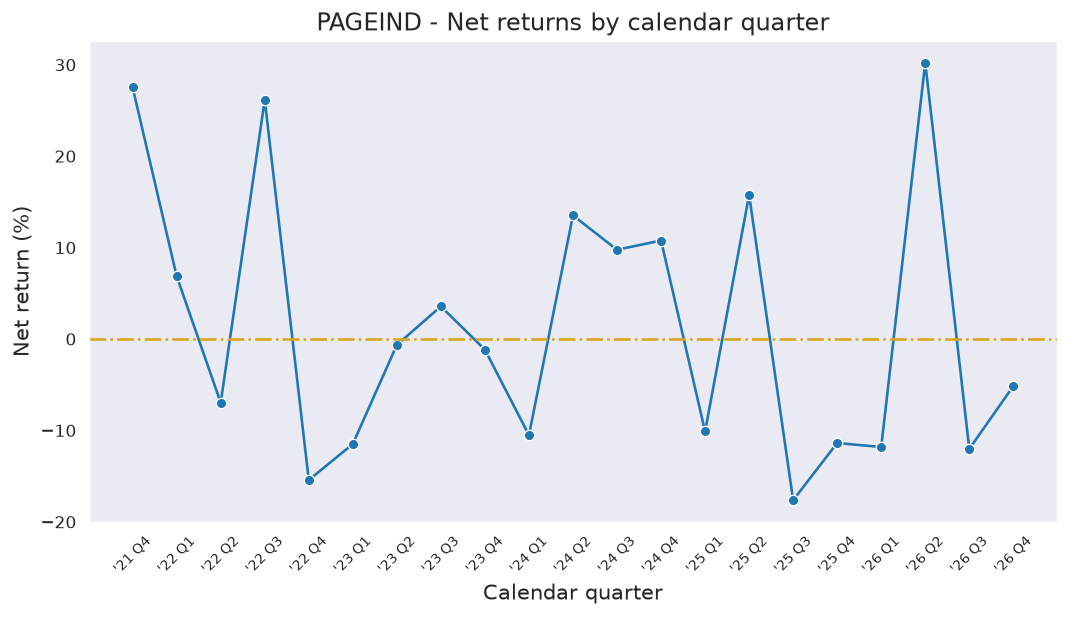 PAGEIND - Net returns by calendar quarter
Net return (%)
30
20
10
0
−10
−20
'21 Q4
'22 Q1
'22 Q2
'22 Q3
'22 Q4
'23 Q1
'23 Q2
'23 Q3
'23 Q4
'24 Q1
'24 Q2
'24 Q3
'24 Q4
'25 Q1
'25 Q2
'25 Q3
'25 Q4
'26 Q1
'26 Q2
'26 Q3
'26 Q4
Calendar quarter